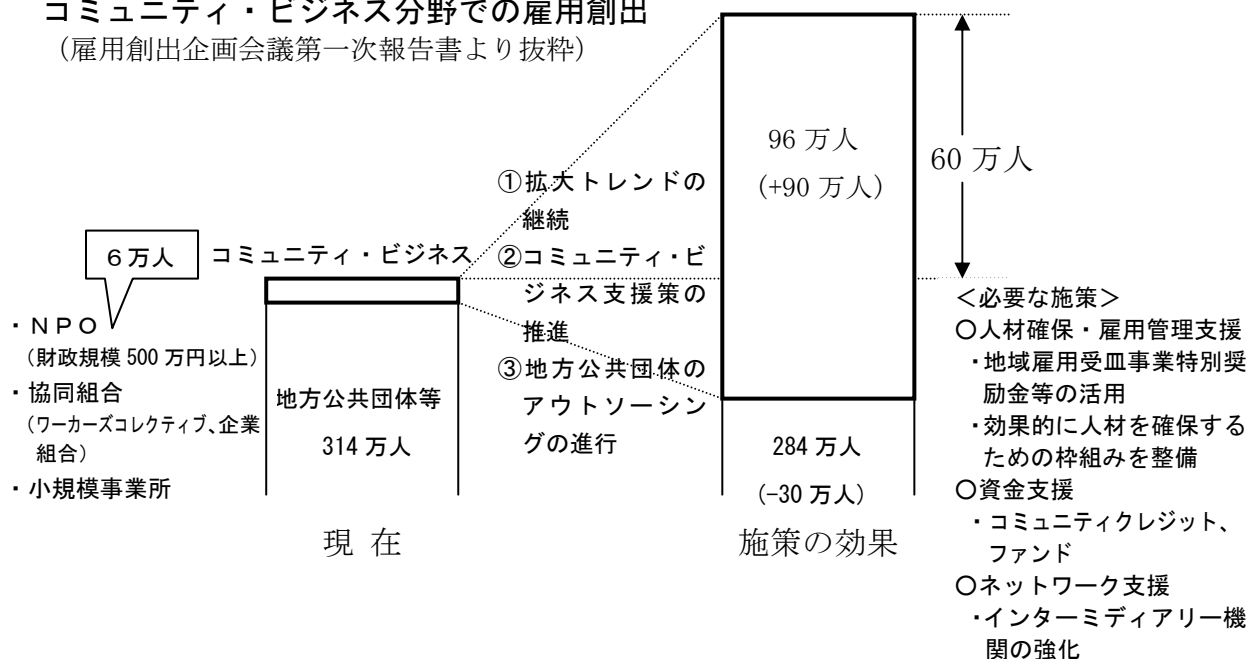 コミュニティ・ビジネス分野での雇用創出
（雇用創出企画会議第一次報告書より抜粋）
96 万人
(+90 万人)
60 万人
①拡大トレンドの
継続
②コミュニティ・ビ
ジネス支援策の
推進
③地方公共団体の
アウトソーシン
グの進行
6万人
コミュニティ・ビジネス
・ＮＰＯ
（財政規模 500 万円以上）
・協同組合
（ワーカーズコレクティブ、企業
組合）
・小規模事業所
地方公共団体等
314 万人
284 万人
(−30 万人)
現 在
施策の効果
＜必要な施策＞
○人材確保・雇用管理支援
・地域雇用受皿事業特別奨
励金等の活用
・効果的に人材を確保する
ための枠組みを整備
○資金支援
・コミュニティクレジット、
ファンド
○ネットワーク支援
・インターミディアリー機
関の強化